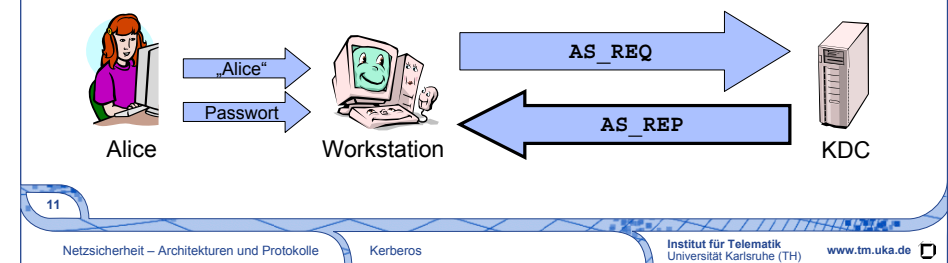 „Alice“
Passwort
AS_REQ
AS_REP
Alice
Workstation
KDC
11
Netzsicherheit – Architekturen und Protokolle
Kerberos
Institut für Telematik
Universität Karlsruhe (TH)
www.tm.uka.de